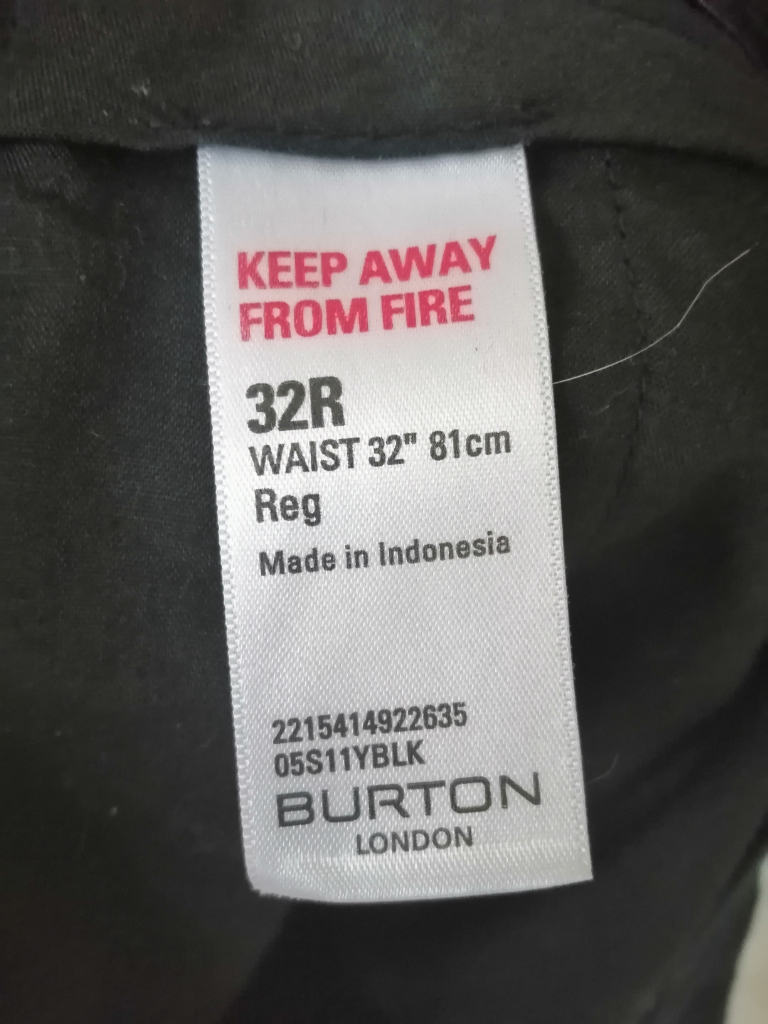 KEEP AWAY
FROM FIRE
32R
WAIST 32" 81cm
Reg
Made in Indonesia
2215414922635
05S11YBLK
BURTON
LONDON